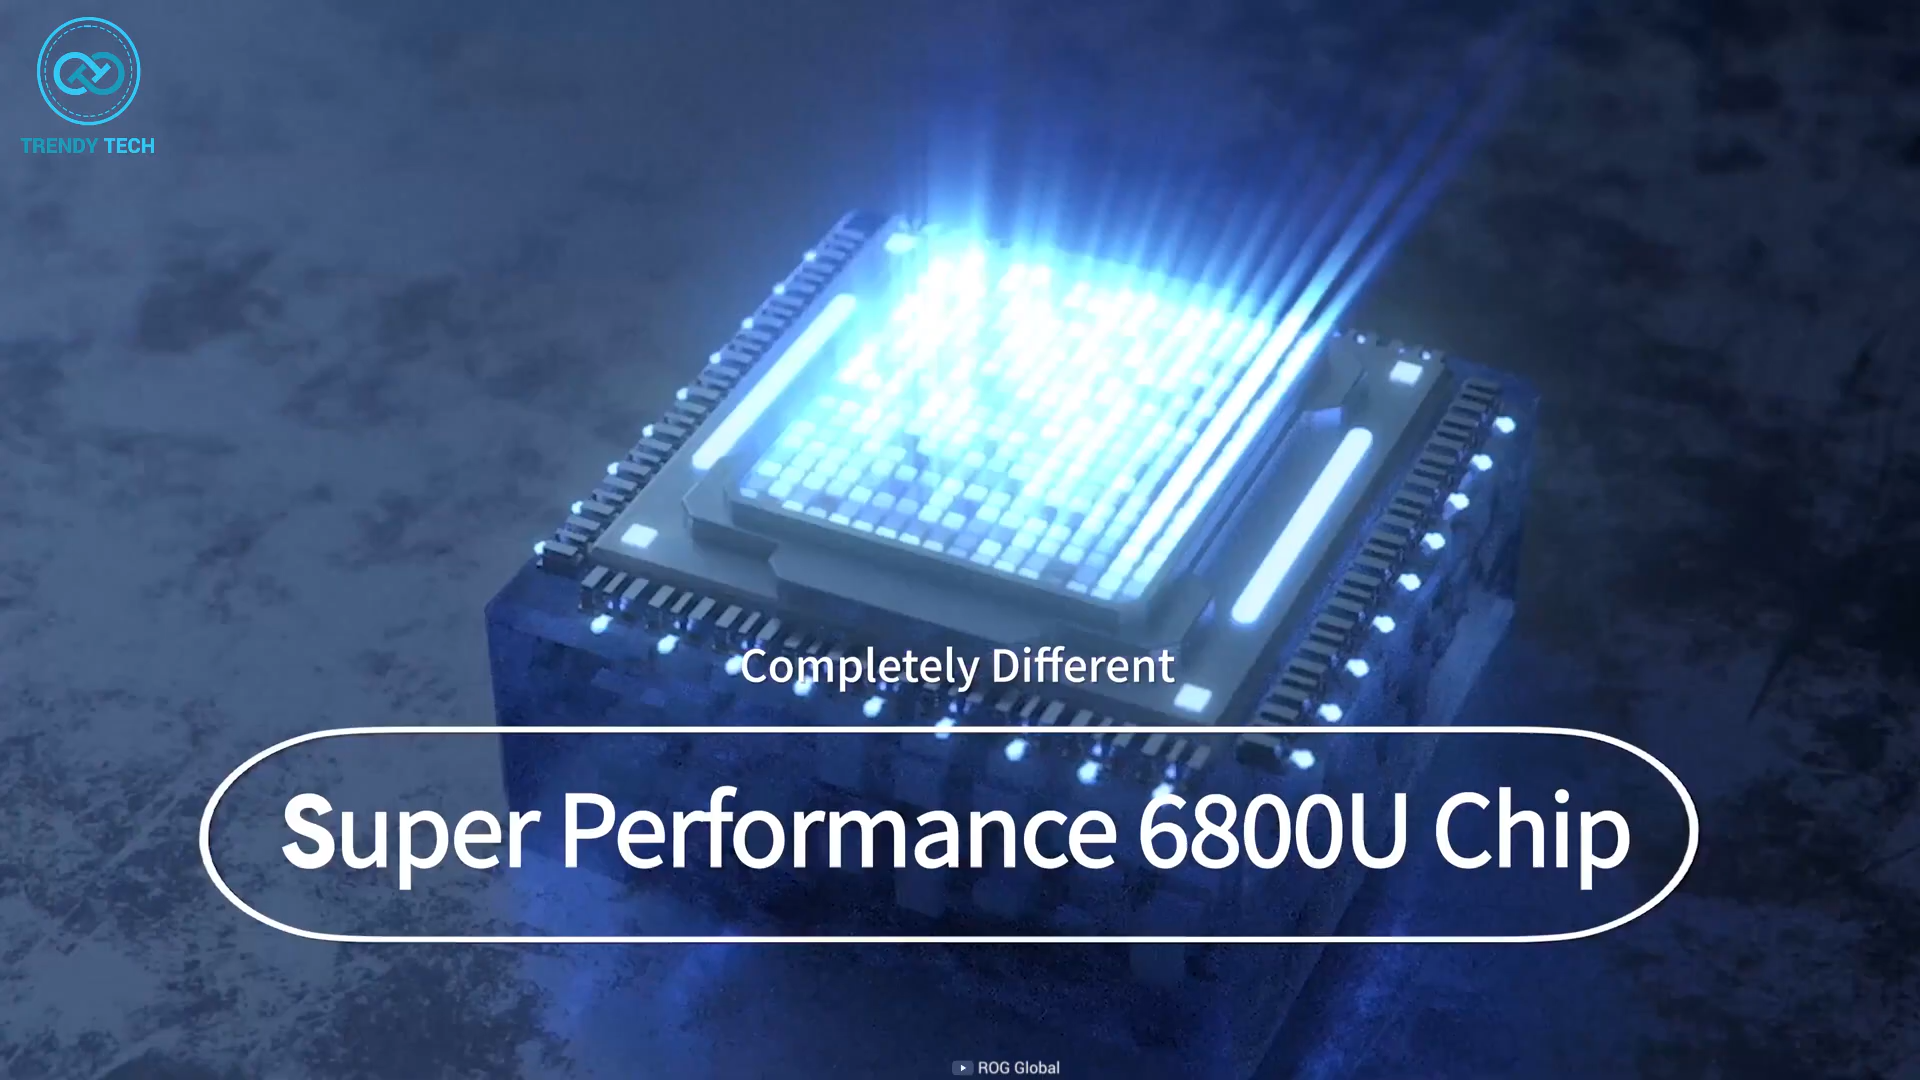 TRENDY TECH
Completely Different
Super Performance 6800U Chip
ROG Global